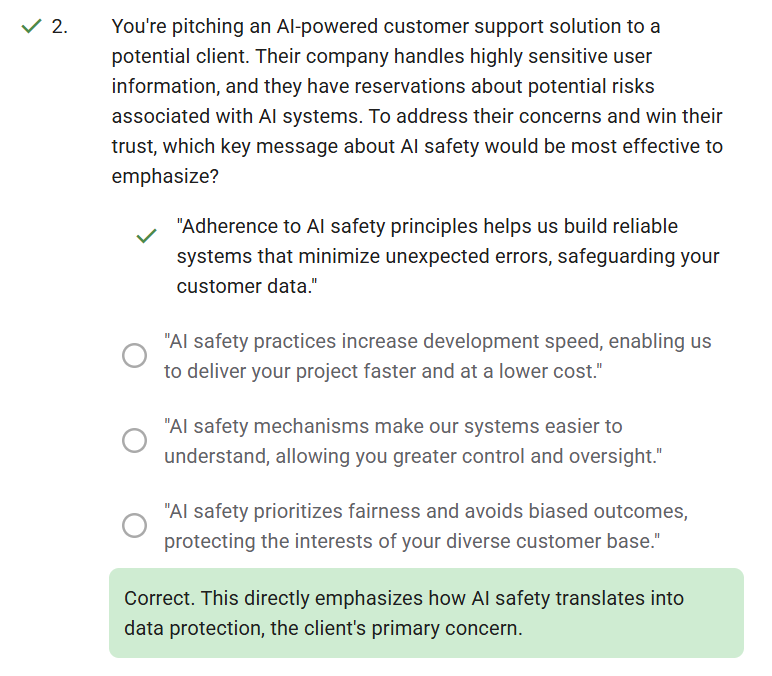 2. You're pitching an AI-powered customer support solution to a
potential client. Their company handles highly sensitive user
information, and they have reservations about potential risks
associated with AI systems. To address their concerns and win their
trust, which key message about AI safety would be most effective to
emphasize?
"Adherence to AI safety principles helps us build reliable
systems that minimize unexpected errors, safeguarding your
customer data."
"AI safety practices increase development speed, enabling us
to deliver your project faster and at a lower cost."
"AI safety mechanisms make our systems easier to
understand, allowing you greater control and oversight."
"AI safety prioritizes fairness and avoids biased outcomes,
protecting the interests of your diverse customer base."
Correct. This directly emphasizes how AI safety translates into
data protection, the client's primary concern.